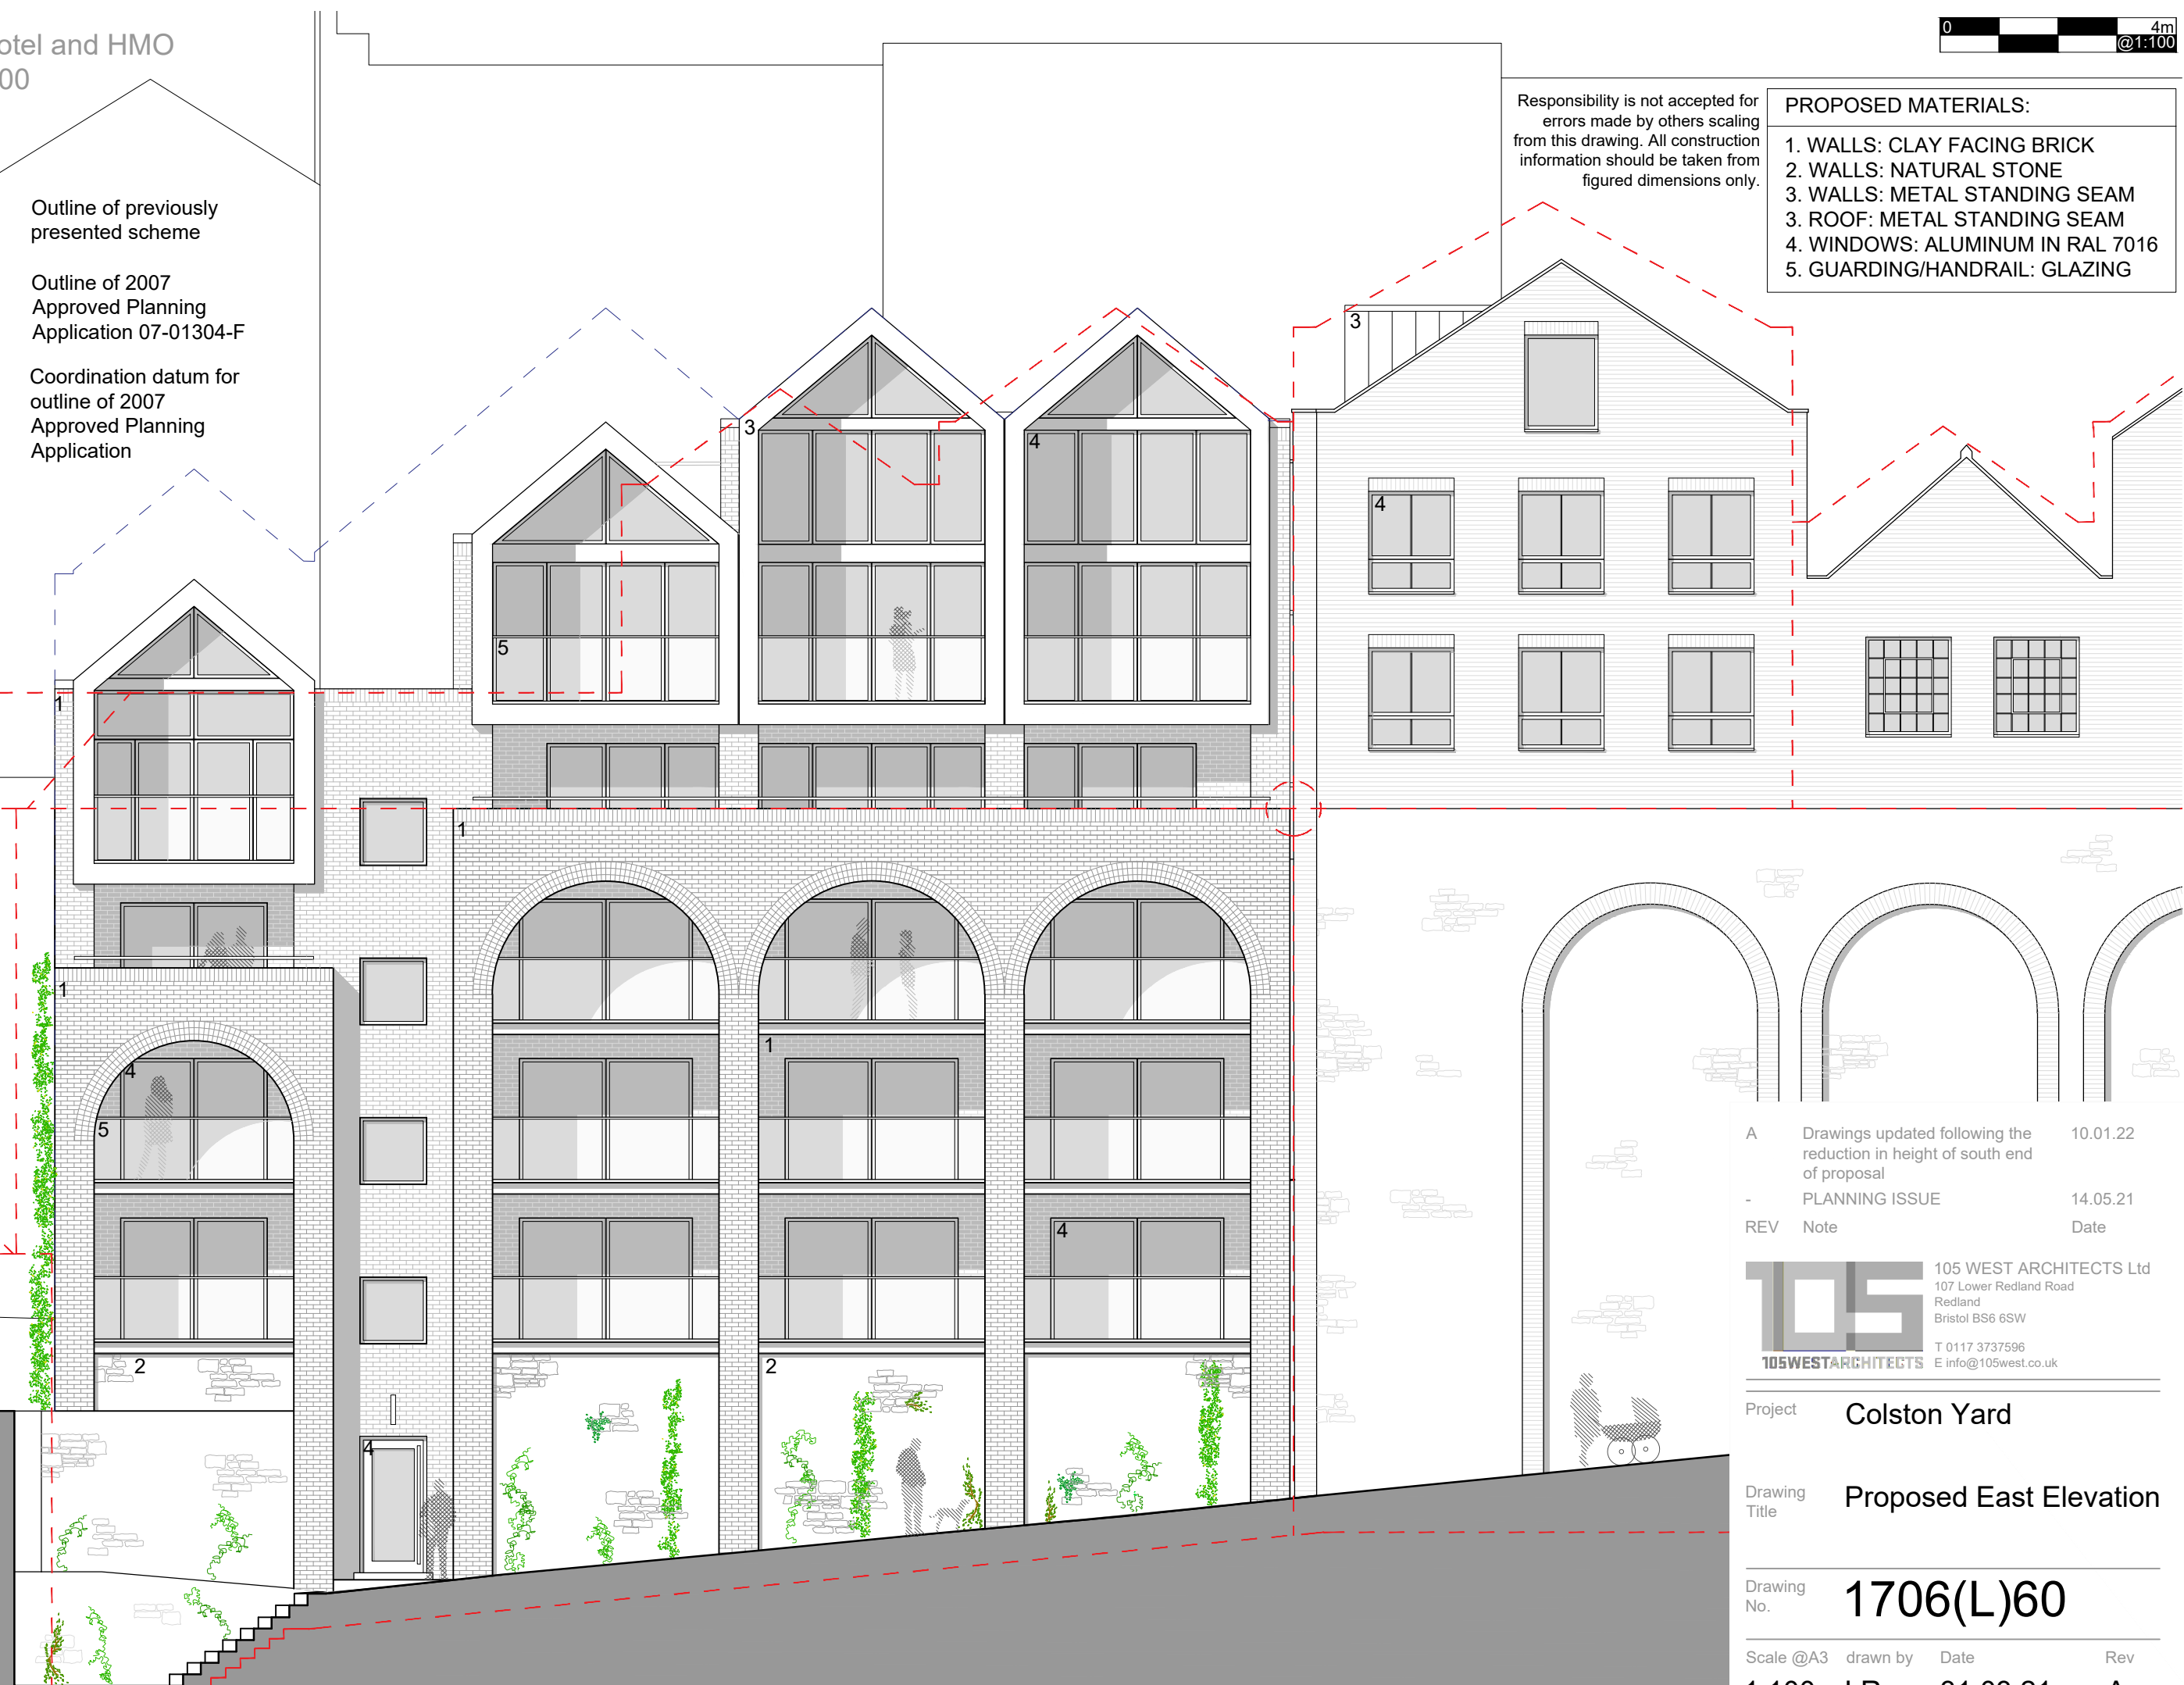 otel and HMO
00
Outline of previously
presented scheme
Outline of 2007
Approved Planning
Application 07-01304-F
Coordination datum for
outline of 2007
Approved Planning
Application
0
4m
@1:100
Responsibility is not accepted for
errors made by others scaling
from this drawing. All construction
information should be taken from
figured dimensions only.
PROPOSED MATERIALS:
1. WALLS: CLAY FACING BRICK
2. WALLS: NATURAL STONE
3. WALLS: METAL STANDING SEAM
3. ROOF: METAL STANDING SEAM
4. WINDOWS: ALUMINUM IN RAL 7016
5. GUARDING/HANDRAIL: GLAZING
3
3
4
4
5
1
1
1
1
4
5
4
2
2
4
A Drawings updated following the 10.01.22
reduction in height of south end
of proposal
- PLANNING ISSUE 14.05.21
REV Note Date
105
105WESTARCHITECTS
105 WEST ARCHITECTS Ltd
107 Lower Redland Road
Redland
Bristol BS6 6SW
T 0117 3737596
E info@105west.co.uk
Project Colston Yard
Drawing
Title
Proposed East Elevation
Drawing
No.
1706(L)60
Scale @A3 drawn by Date Rev